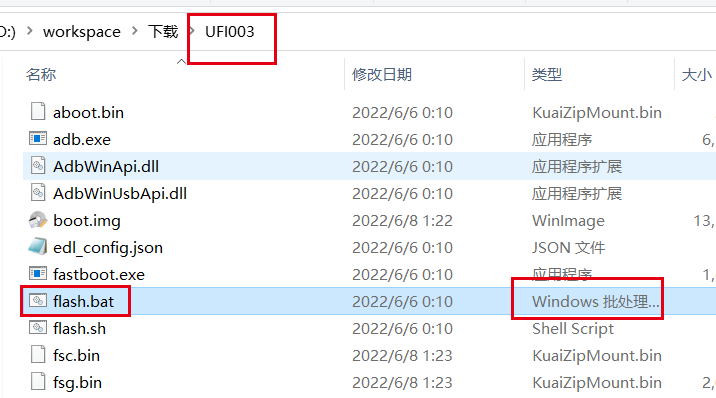 O:) > workspace > 下载 > UFI003
名称 修改日期 类型 大小
aboot.bin 2022/6/6 0:10 KuaiZipMount.bin
adb.exe 2022/6/6 0:10 应用程序 6,
AdbWinApi.dll 2022/6/6 0:10 应用程序扩展
AdbWinUsbApi.dll 2022/6/6 0:10 应用程序扩展
boot.img 2022/6/8 1:22 WinImage 13,
edl_config.json 2022/6/6 0:10 JSON 文件
fastboot.exe 2022/6/6 0:10 应用程序 1,
flash.bat 2022/6/6 0:10 Windows 批处理...
flash.sh 2022/6/6 0:10 Shell Script
fsc.bin 2022/6/8 1:23 KuaiZipMount.bin
fsg.bin 2022/6/8 1:23 KuaiZipMount.bin 2,